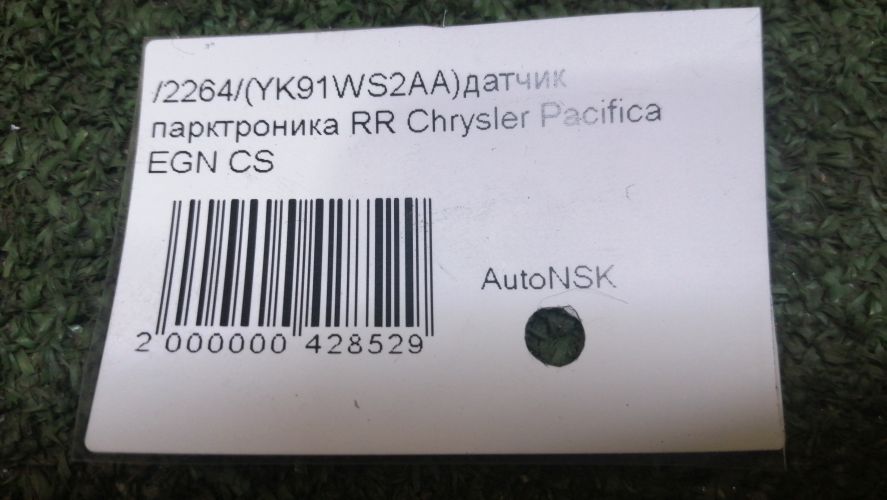 /2264/(YK91WS2AA)датчик
парктроника RR Chrysler Pacifica
EGN CS
AutoNSK
2 000000 428529